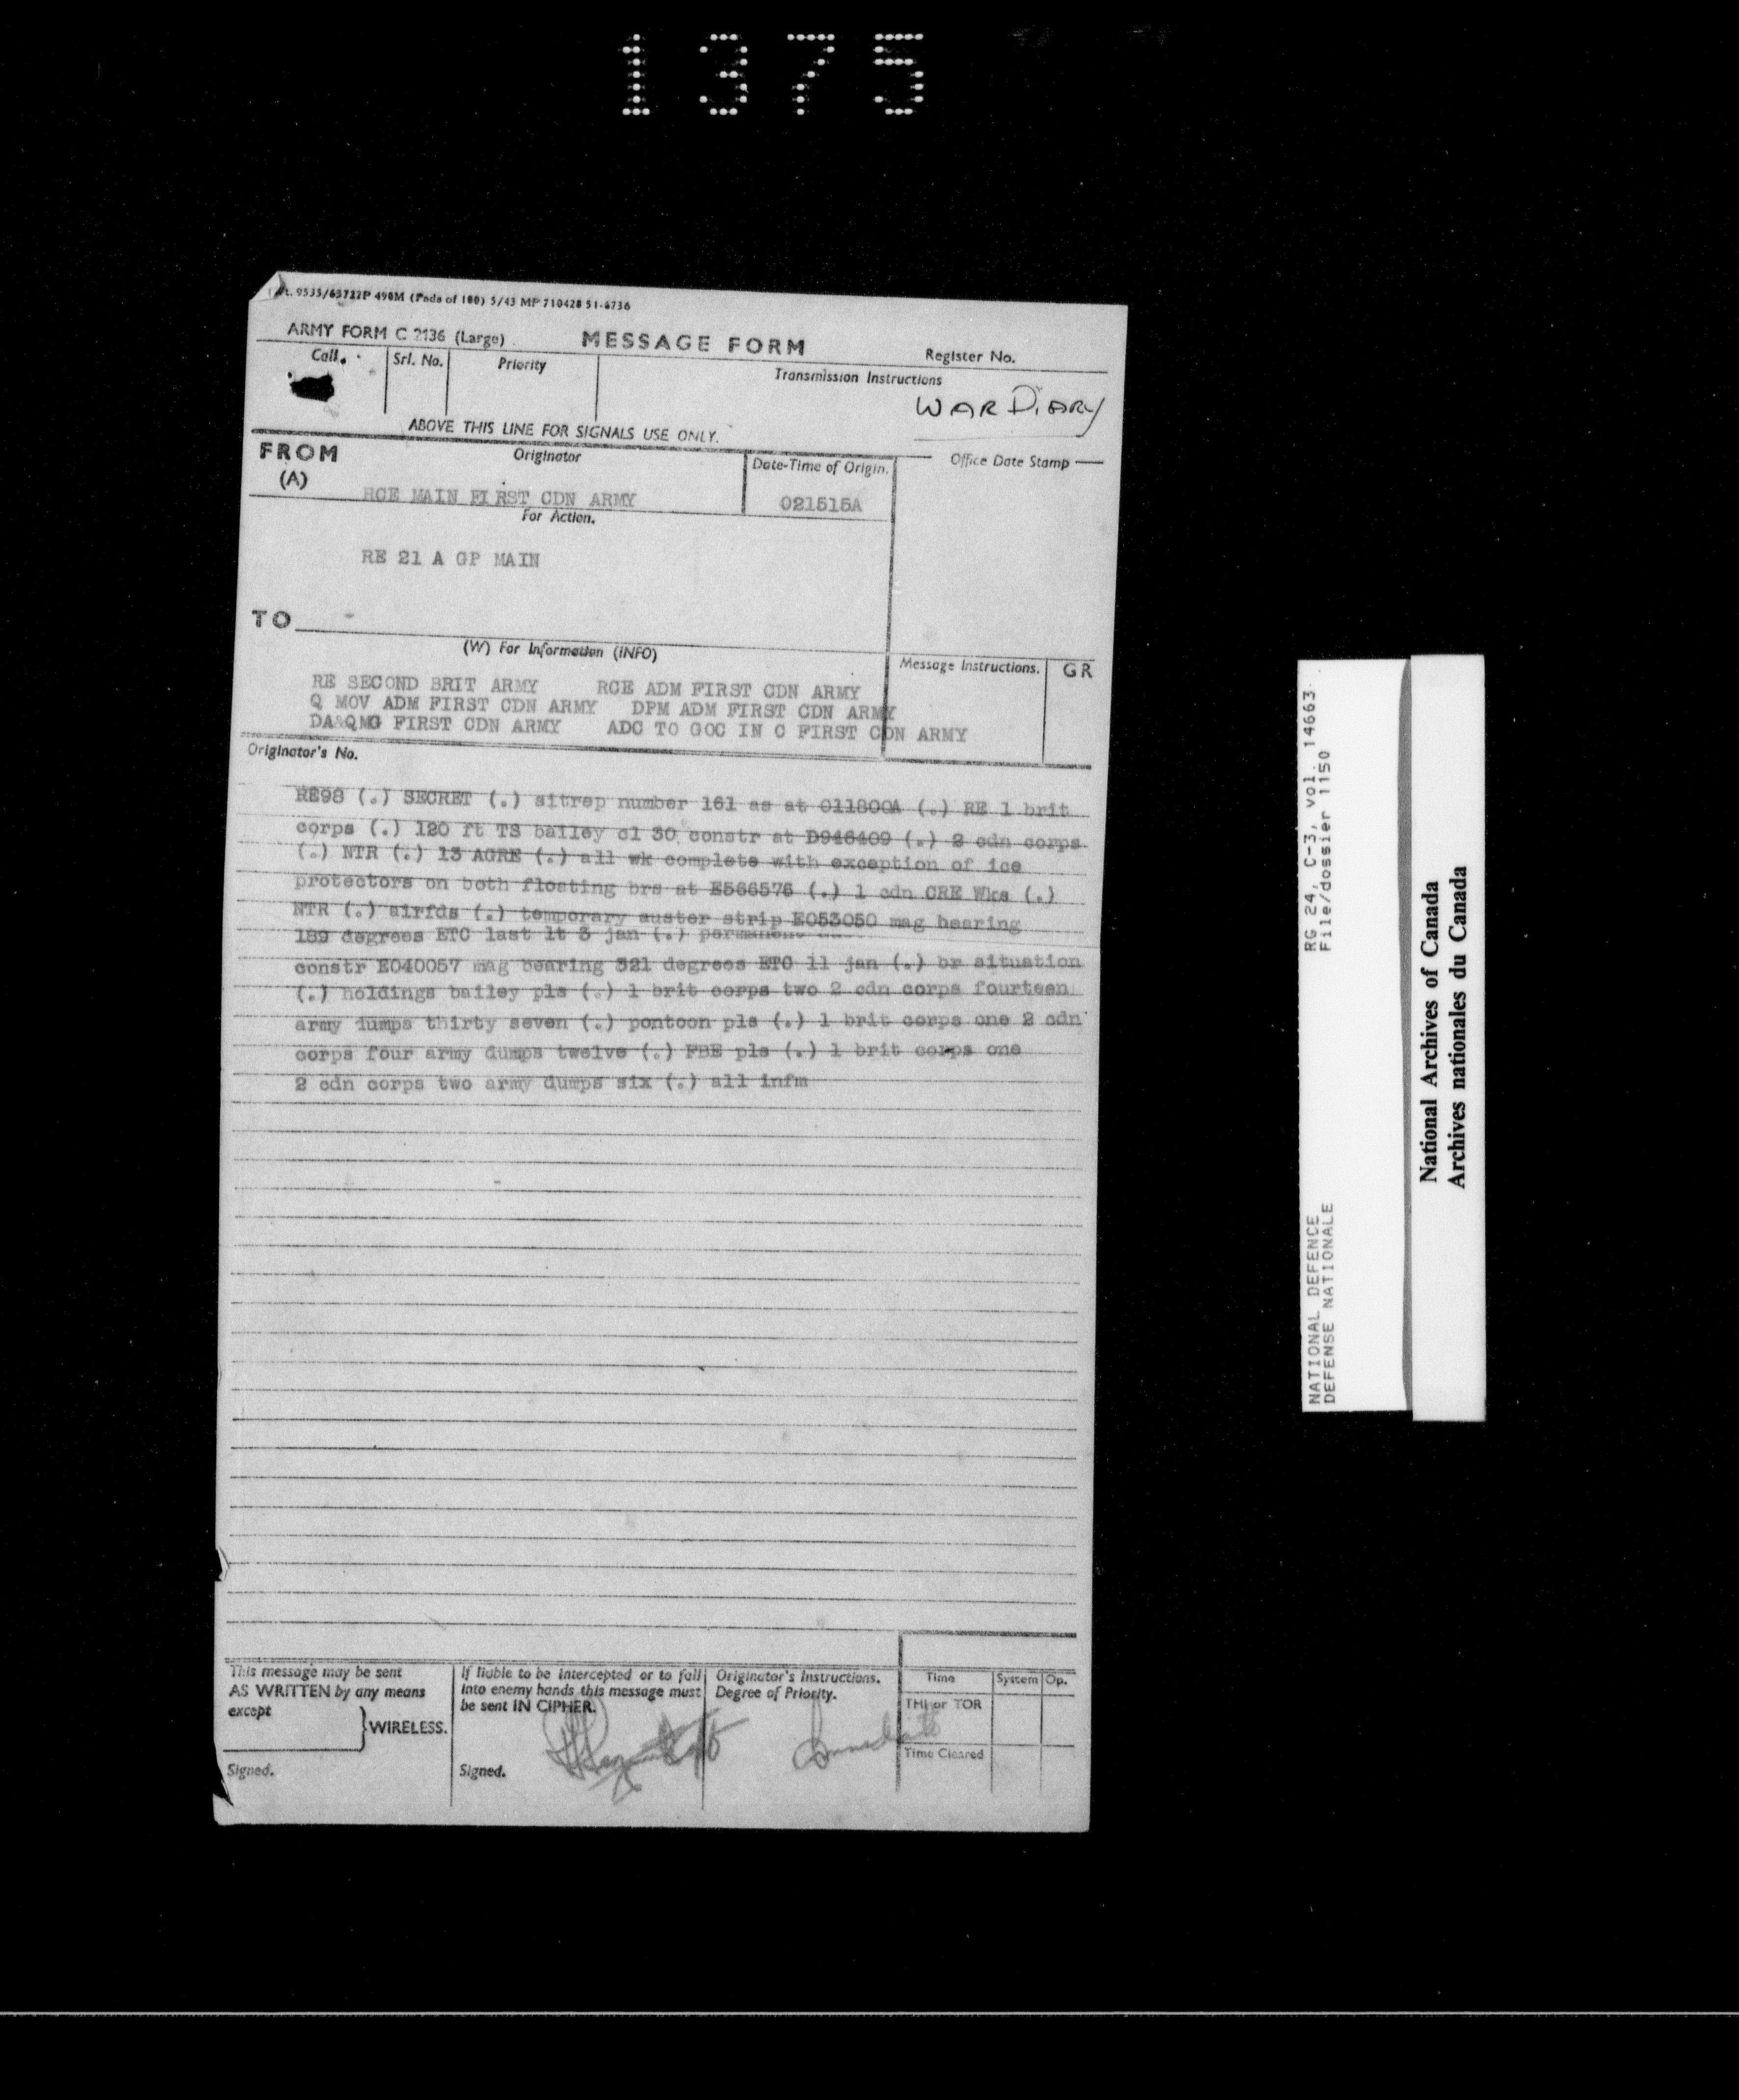 1375
9535/65722P 490M (Pads of 100) 5/43 MP 710428 51-6736
ARMY FORM C 2136 (Large) MESSAGE FORM Register No.
Call. Srl. No. Priority Transmission Instructions
WAR DIARY
ABOVE THIS LINE FOR SIGNALS USE ONLY.
FROM Originator Date-Time of Origin. Office Date Stamp
(A)
RCE MAIN FIRST CDN ARMY 021515A
For Action.
RE 21 A GP MAIN
TO
(W) For Information (INFO) Message Instructions. GR
RE SECOND BRIT ARMY RCE ADM FIRST CDN ARMY
Q MOV ADM FIRST CDN ARMY DPM ADM FIRST CDN ARMY
DA&QMG FIRST CDN ARMY ADC TO GOC IN C FIRST CDN ARMY
Originator's No.
RE98 (.) SECRET (.) sitrep number 161 as at 011800A (.) RE 1 brit
corps (.) 120 ft TS bailey cl 30 constr at D946409 (.) 2 cdn corps
(.) NTR (.) 13 AGRE (.) all wk complete with exception of ice
protectors on both floating brs at E566576 (.) 1 cdn CRE Wks (.)
NTR (.) airfds (.) temporary auster strip E053050 mag bearing
189 degrees ETC last lt 3 jan (.) permanent
constr E040057 mag bearing 321 degrees ETC 11 jan (.) br situation
(.) holdings bailey pls (.) 1 brit corps two 2 cdn corps fourteen
army dumps thirty seven (.) pontoon pls (.) 1 brit corps one 2 cdn
corps four army dumps twelve (.) FBE pls (.) 1 brit corps one
2 cdn corps two army dumps six (.) all infm
This message may be sent AS WRITTEN by any means except WIRELESS.
Signed.
If liable to be intercepted or to fall into enemy hands this message must be sent IN CIPHER.
Signed.
Originator's Instructions. Degree of Priority.
Time System Op.
THI or TOR
Time Cleared
NATIONAL DEFENCE RG 24, C-3, vol. 14663
DEFENSE NATIONALE File/dossier 1150
National Archives of Canada
Archives nationales du Canada